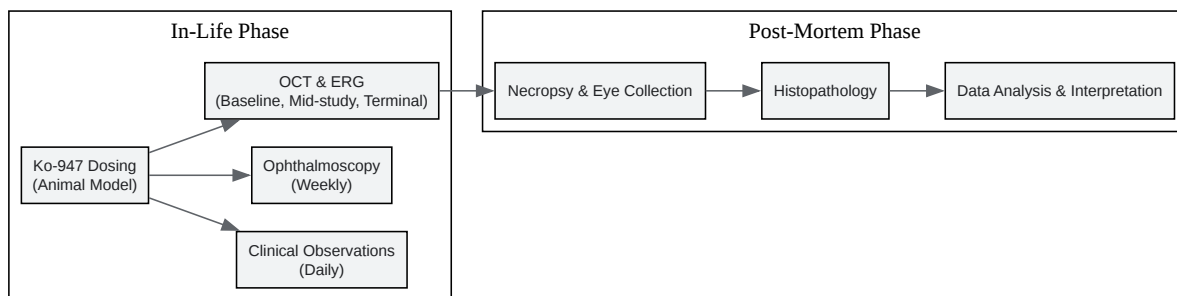 In-Life Phase
OCT & ERG
(Baseline, Mid-study, Terminal)
Ko-947 Dosing
(Animal Model)
Ophthalmoscopy
(Weekly)
Clinical Observations
(Daily)
Post-Mortem Phase
Necropsy & Eye Collection
Histopathology
Data Analysis & Interpretation